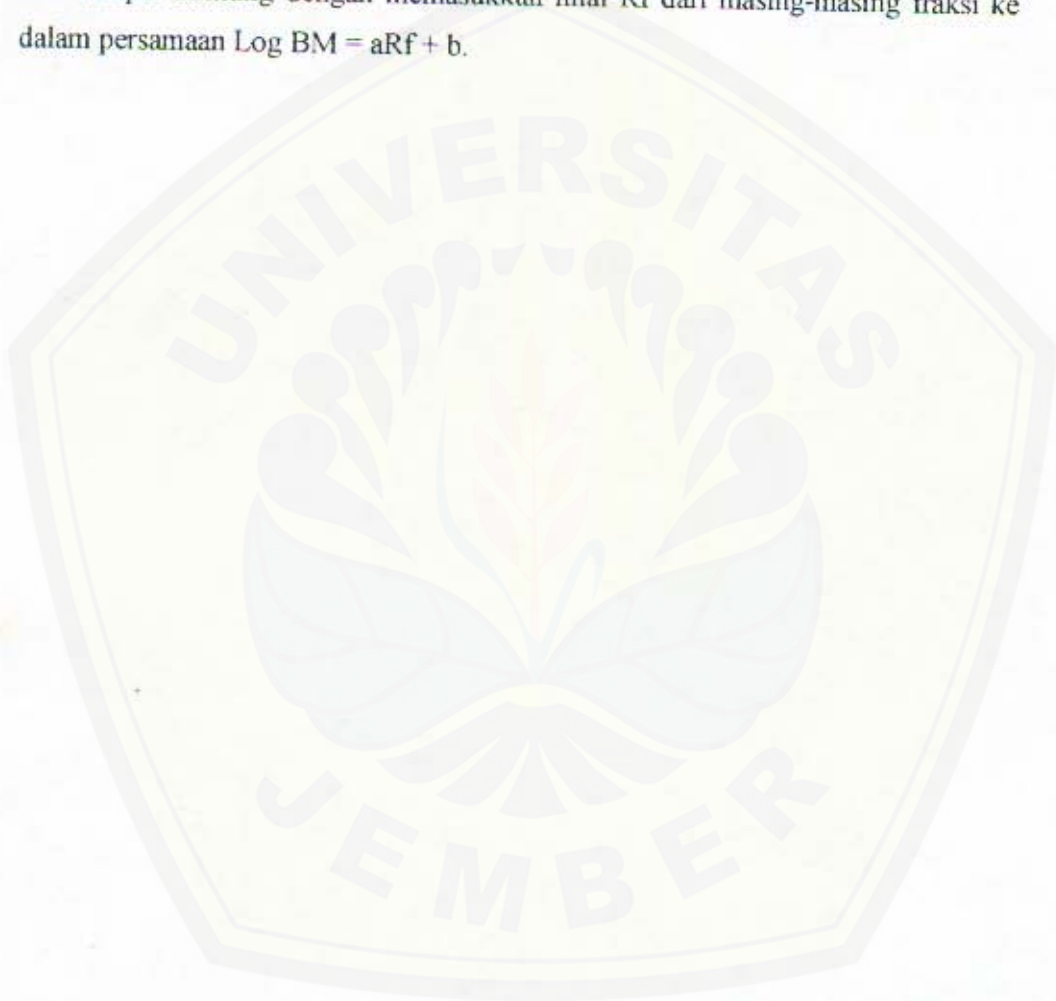 dengan memasukkan nilai Rf dari masing-masing fraksi ke
dalam persamaan Log BM = aRf + b.
UNIVERSITAS
JEMBER